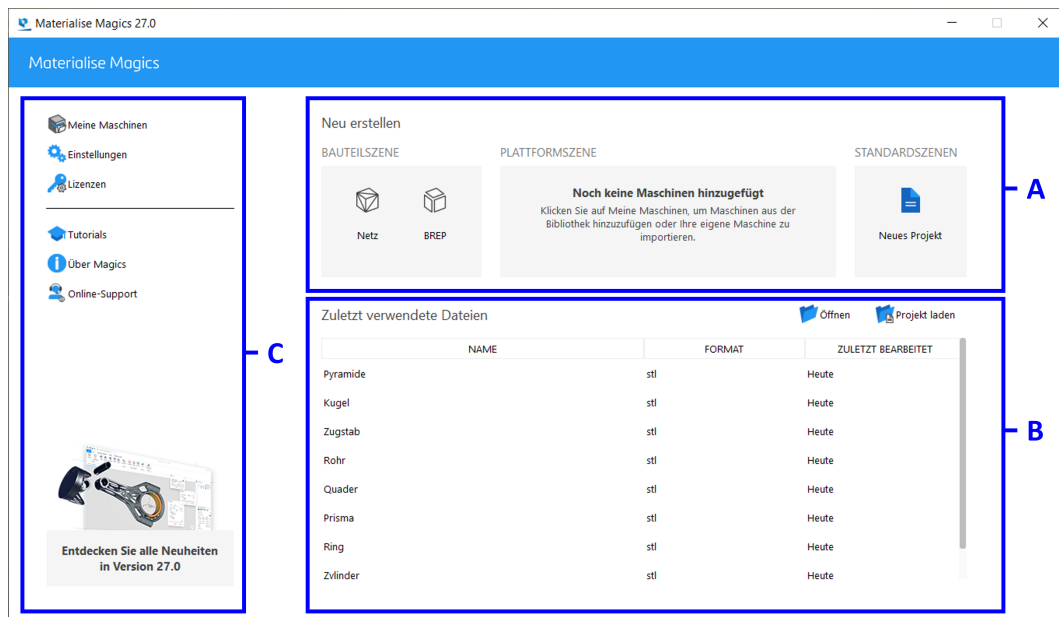 Materialise Magics 27.0
Materialise Magics
Meine Maschinen
Einstellungen
Lizenzen
Tutorials
Über Magics
Online-Support
Entdecken Sie alle Neuheiten
in Version 27.0
C
Neu erstellen
BAUTEILSZENE
Netz
BREP
PLATTFORMSZENE
Noch keine Maschinen hinzugefügt
Klicken Sie auf Meine Maschinen, um Maschinen aus der
Bibliothek hinzuzufügen oder Ihre eigene Maschine zu
importieren.
STANDARDSZENEN
Neues Projekt
A
Zuletzt verwendete Dateien
Öffnen
Projekt laden
NAME FORMAT ZULETZT BEARBEITET
Pyramide stl Heute
Kugel stl Heute
Zugstab stl Heute
Rohr stl Heute
Quader stl Heute
Prisma stl Heute
Ring stl Heute
Zylinder stl Heute
B